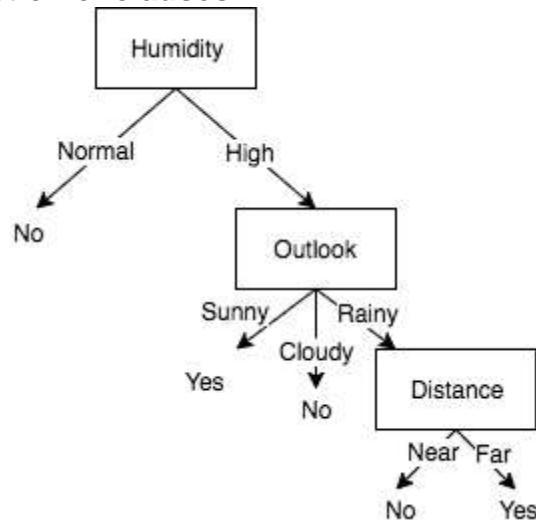 Humidity
Normal High
No
Outlook
Sunny Rainy
Cloudy
Yes
No
Distance
Near Far
No Yes